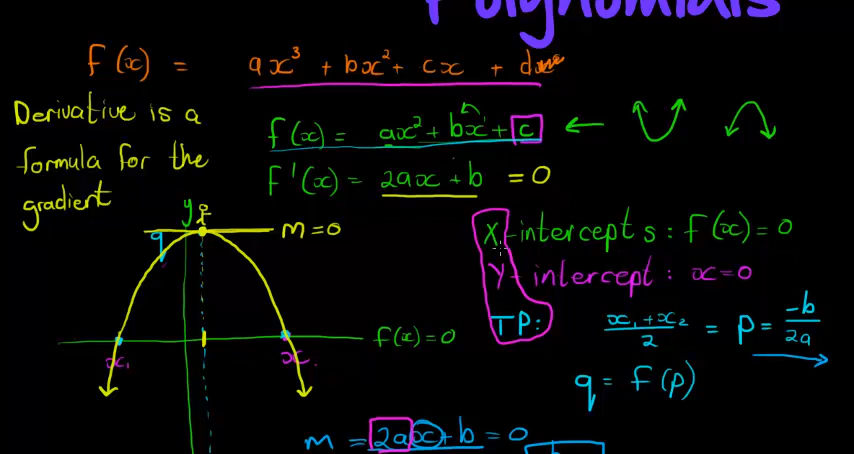 Polynomials
f(x) = ax³ + bx² + cx + d
Derivative is a
formula for the
gradient
f(x) = ax² + bx + c ←
f'(x) = 2ax + b = 0
y
q
m = 0
q
X-intercepts: f(x) = 0
Y-intercept: x = 0
TP: x₁ + x₂ / 2 = p = -b / 2a
f(x) = 0
x₁
x
q = f(p)
m = 2ax + b = 0